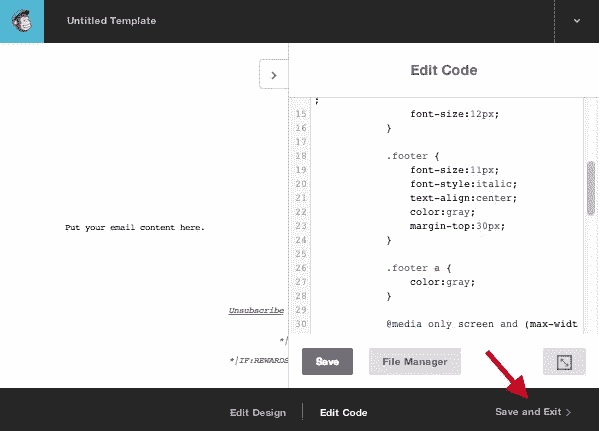 Untitled Template
Edit Code
;
15 font-size:12px;
16 }
17
18 .footer {
19 font-size:11px;
20 font-style:italic;
21 text-align:center;
22 color:gray;
23 margin-top:30px;
24 }
25
26 .footer a {
27 color:gray;
28 }
29
30 @media only screen and (max-widt
Put your email content here.
Unsubscribe
*|
*|IF:REWARDS
Save
File Manager
Edit Design
Edit Code
Save and Exit